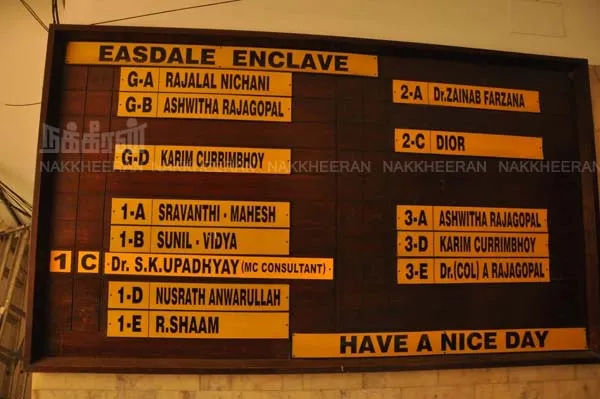 EASDALE ENCLAVE
G-A RAJALAL NICHANI
G-B ASHWITHA RAJAGOPAL
G-D KARIM CURRIMBHOY
1-A SRAVANTHI - MAHESH
1-B SUNIL - VIDYA
1 C Dr. S.K.UPADHYAY (MC CONSULTANT)
1-D NUSRATH ANWARULLAH
1-E R.SHAAM
2-A Dr.ZAINAB FARZANA
2-C DIOR
3-A ASHWITHA RAJAGOPAL
3-D KARIM CURRIMBHOY
3-E Dr.(COL) A RAJAGOPAL
HAVE A NICE DAY
நக்கீரன்
NAKKHEERAN NAKKHEERAN NAKKHEERAN NAKKHEERAN